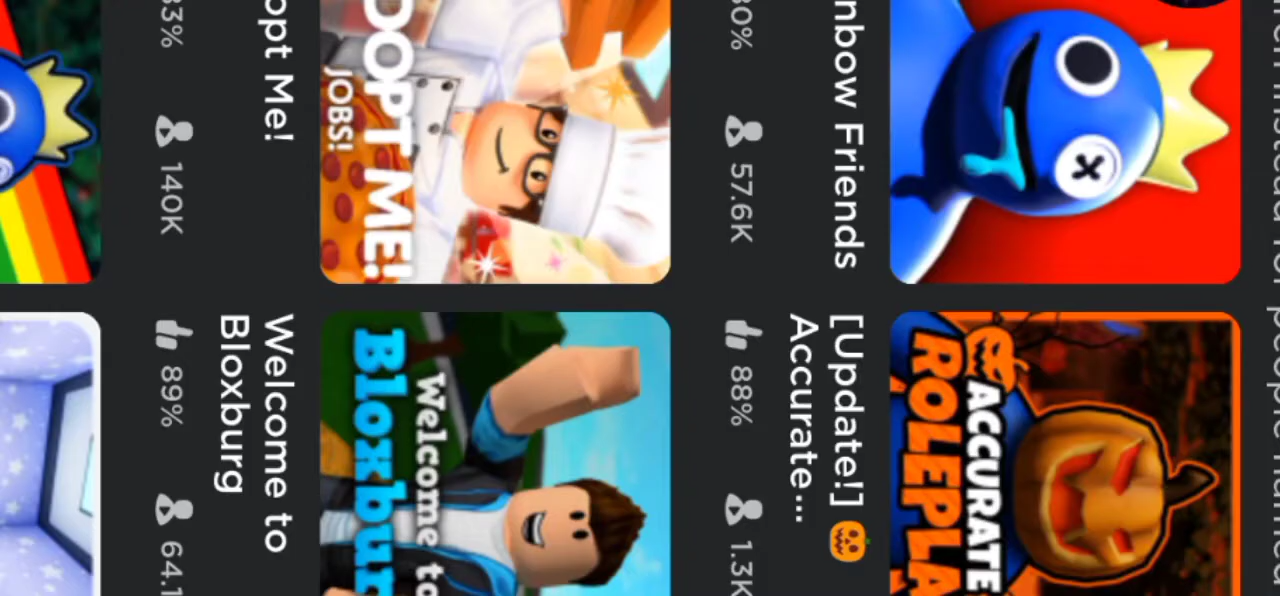 ACCURATE
ROLEPLA
nbow Friends
80% 57.6K
[Update!] 🎃
Accurate...
88% 1.3K
OOPT ME!
JOBS!
Welcome to
Bloxbur
opt Me!
83% 140K
Welcome to
Bloxburg
89% 64.1